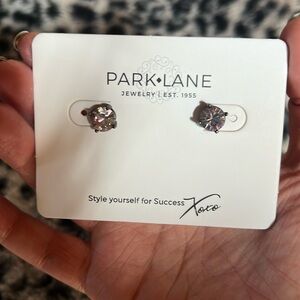 PARK♦LANE
JEWELRY | EST. 1955
Style yourself for Success Xoxo